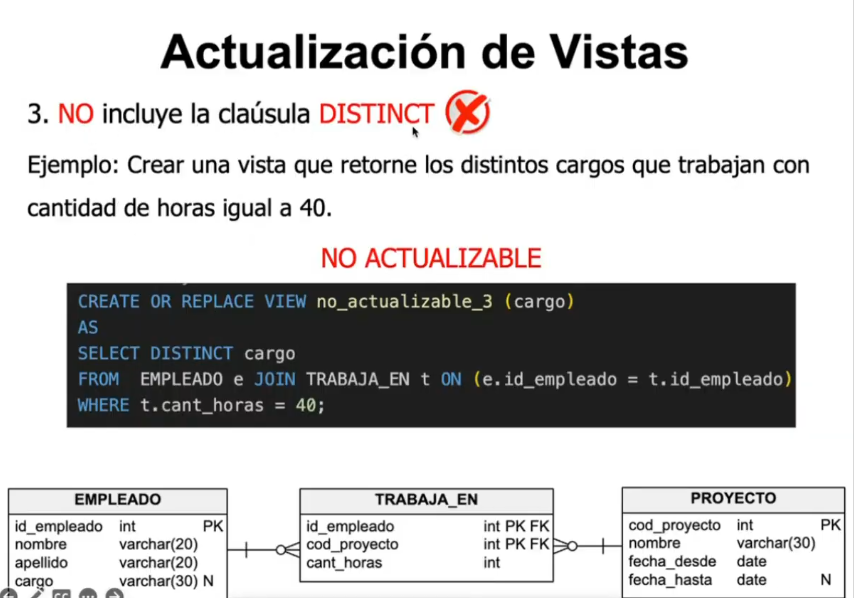 Actualización de Vistas
3. NO incluye la claúsula DISTINCT
Ejemplo: Crear una vista que retorne los distintos cargos que trabajan con
cantidad de horas igual a 40.
NO ACTUALIZABLE
CREATE OR REPLACE VIEW no_actualizable_3 (cargo)
AS
SELECT DISTINCT cargo
FROM EMPLEADO e JOIN TRABAJA_EN t ON (e.id_empleado = t.id_empleado)
WHERE t.cant_horas = 40;
EMPLEADO
id_empleado int PK
nombre varchar(20)
apellido varchar(20)
cargo varchar(30) N
TRABAJA_EN
id_empleado int PK FK
cod_proyecto int PK FK
cant_horas int
PROYECTO
cod_proyecto int PK
nombre varchar(30)
fecha_desde date
fecha_hasta date N